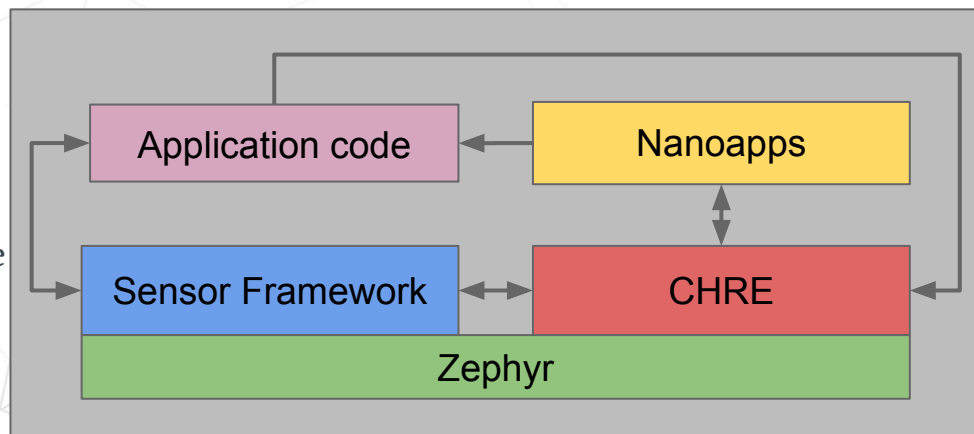 Application code
Nanoapps
e
Sensor Framework
CHRE
Zephyr